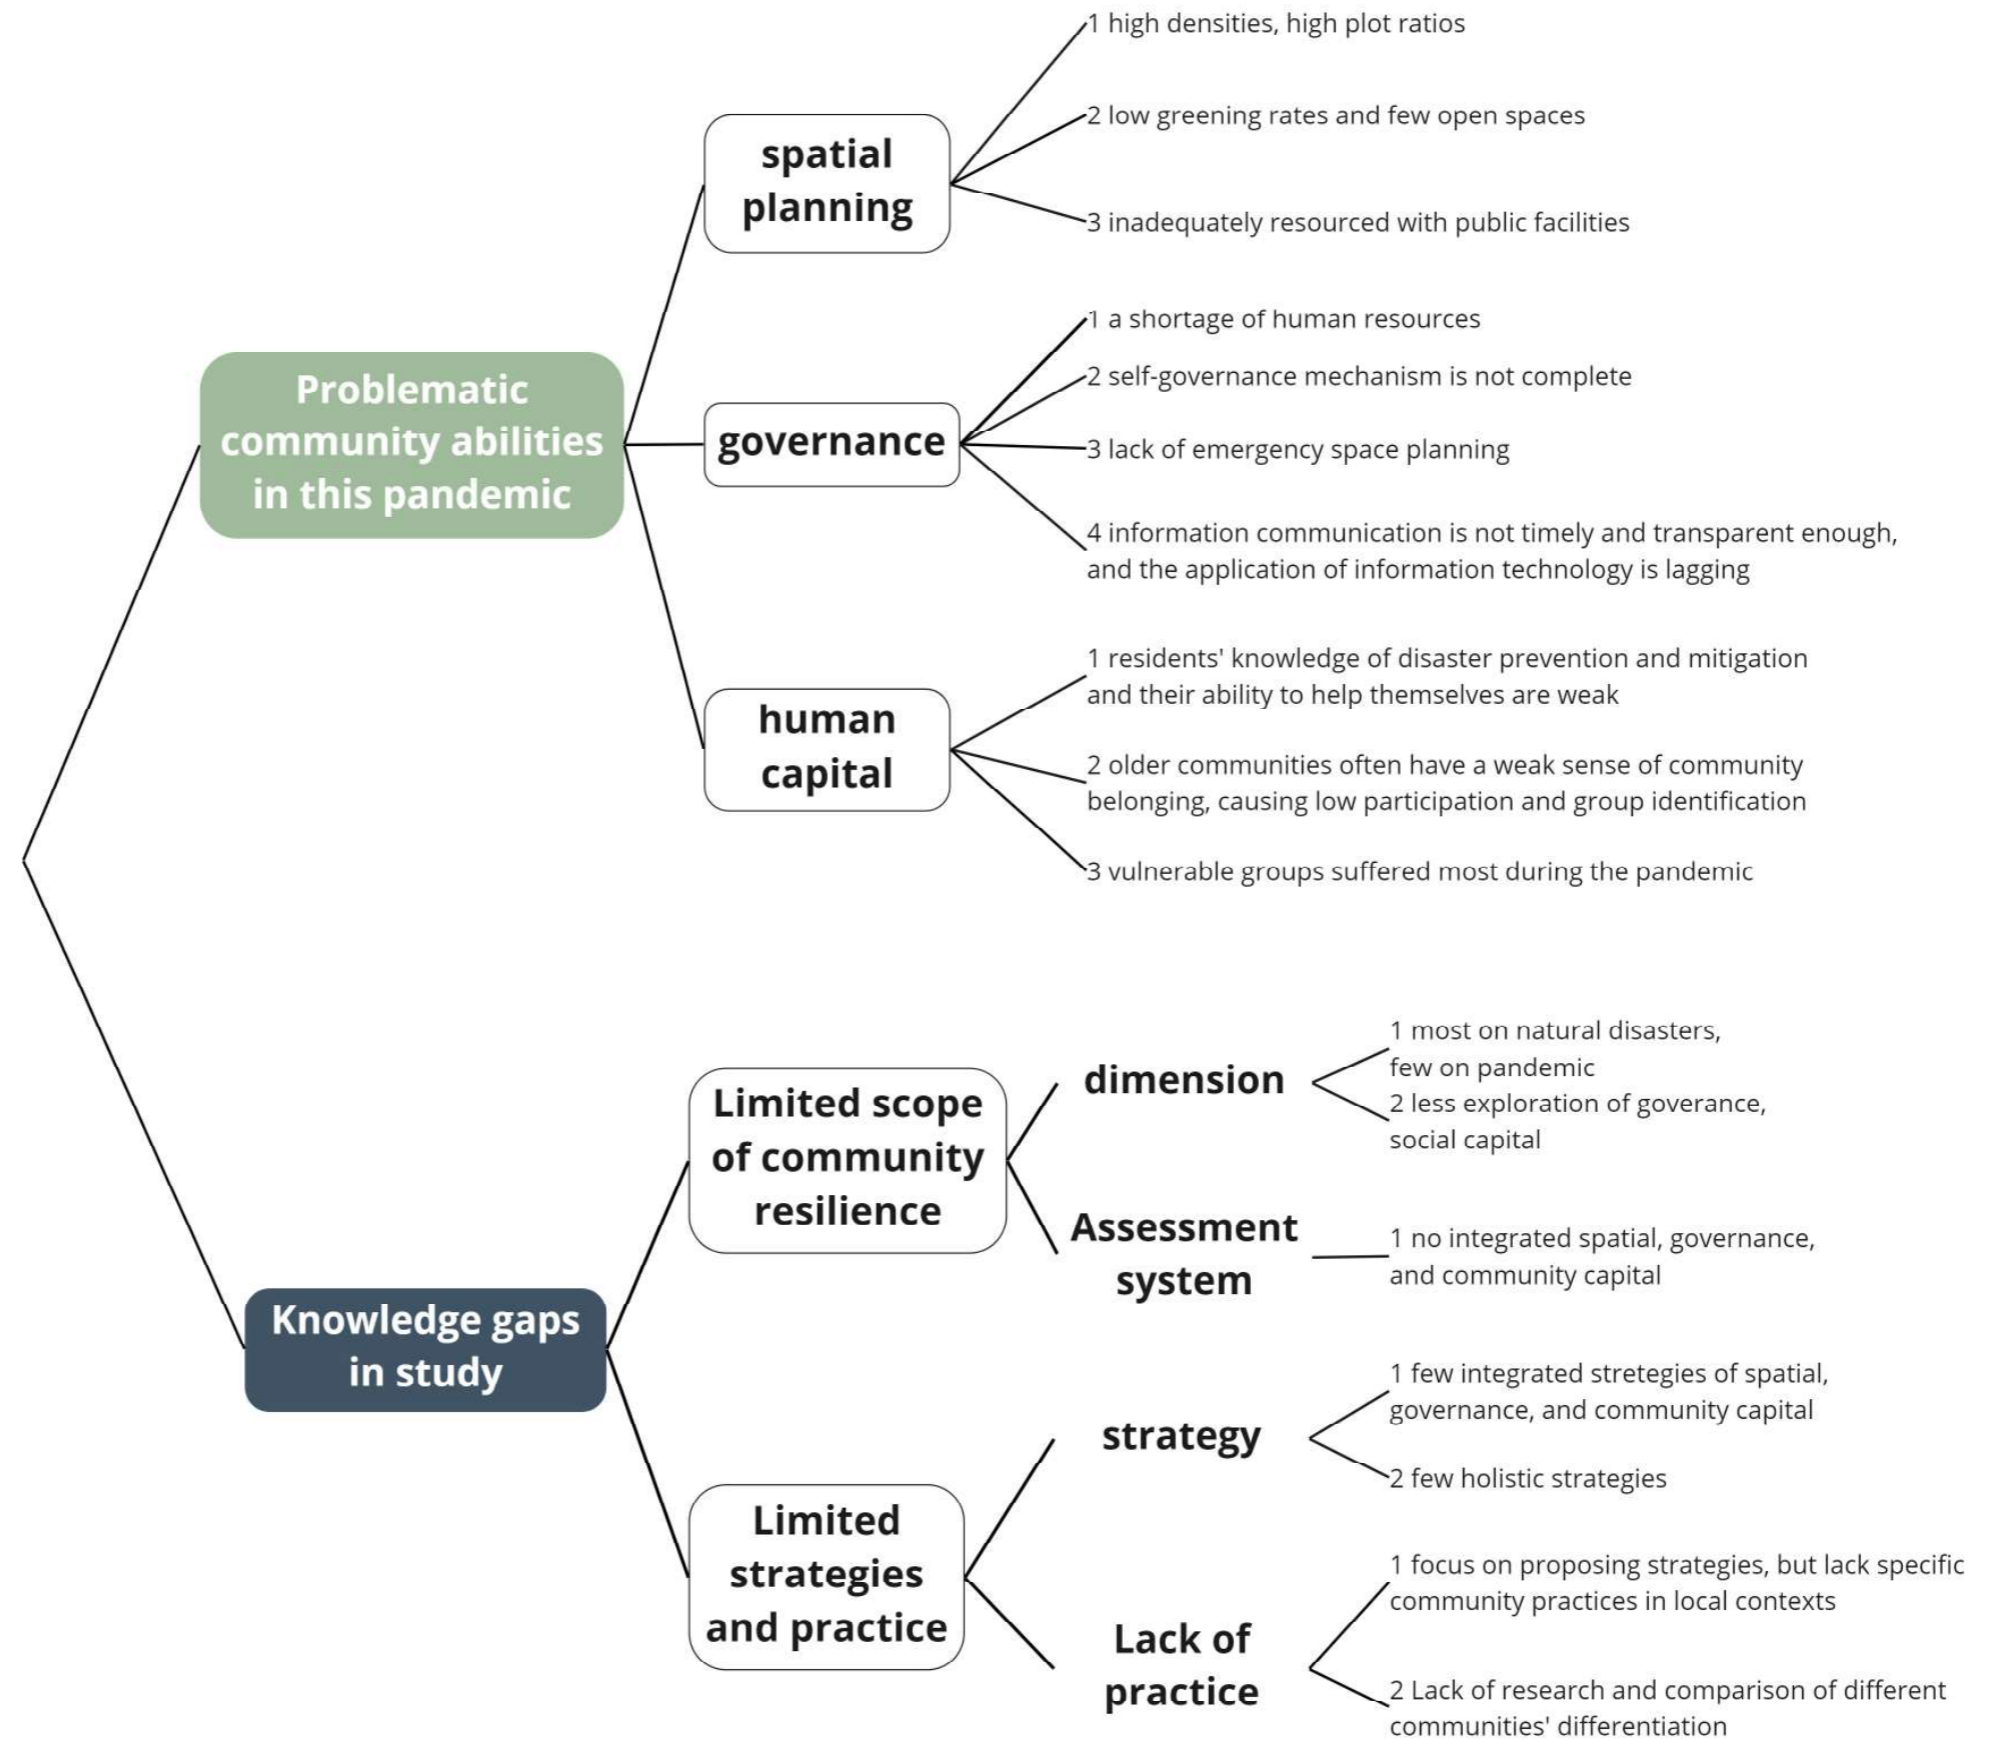 Problematic
community abilities
in this pandemic
spatial
planning
1 high densities, high plot ratios
2 low greening rates and few open spaces
3 inadequately resourced with public facilities
governance
1 a shortage of human resources
2 self-governance mechanism is not complete
3 lack of emergency space planning
4 information communication is not timely and transparent enough,
and the application of information technology is lagging
human
capital
1 residents' knowledge of disaster prevention and mitigation
and their ability to help themselves are weak
2 older communities often have a weak sense of community
belonging, causing low participation and group identification
3 vulnerable groups suffered most during the pandemic
Knowledge gaps
in study
Limited scope
of community
resilience
dimension
1 most on natural disasters,
few on pandemic
2 less exploration of goverance,
social capital
Assessment
system
1 no integrated spatial, governance,
and community capital
Limited
strategies
and practice
strategy
1 few integrated stretegies of spatial,
governance, and community capital
2 few holistic strategies
Lack of
practice
1 focus on proposing strategies, but lack specific
community practices in local contexts
2 Lack of research and comparison of different
communities' differentiation